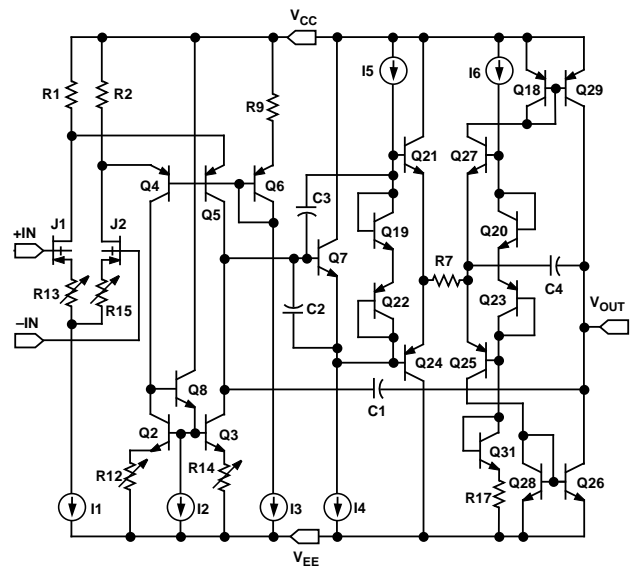 VCC
R1
R2
R9
I5
I6
Q18
Q29
Q21
Q27
Q4
Q5
Q6
C3
J1
J2
+IN
Q19
Q20
Q7
R7
C4
R13
R15
Q22
Q23
VOUT
–IN
C2
Q24
Q25
Q8
C1
Q2
Q3
Q31
R12
R14
R17
Q28
Q26
I1
I2
I3
I4
VEE